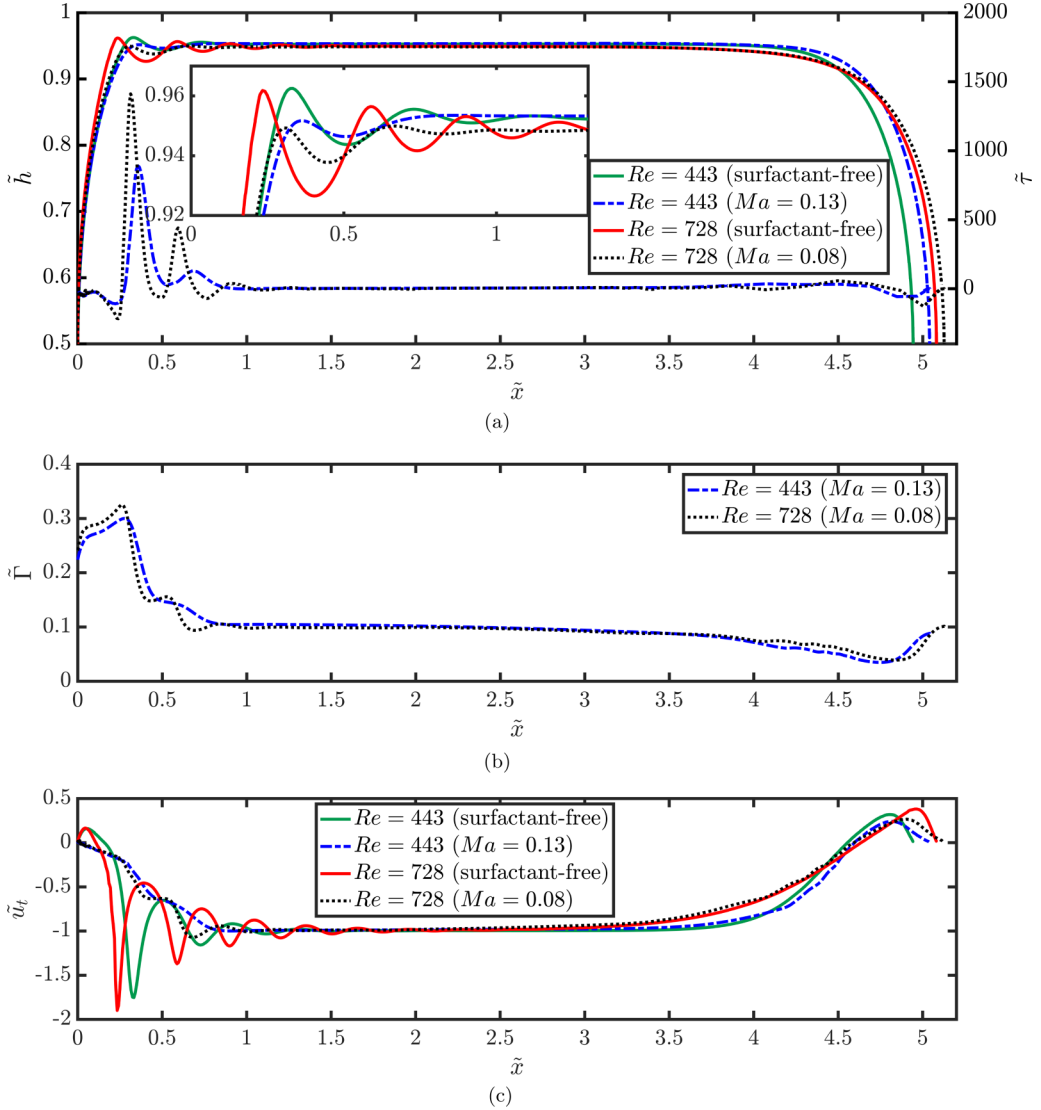 1
0.9
0.8
0.7
0.6
0.5
h̃
2000
1500
1000
500
0
τ̃
0.96
0.94
0.92
0 0.5 1
Re = 443 (surfactant-free)
Re = 443 (Ma = 0.13)
Re = 728 (surfactant-free)
Re = 728 (Ma = 0.08)
0 0.5 1 1.5 2 2.5 3 3.5 4 4.5 5
x̃
(a)
0.4
0.3
0.2
0.1
0
Γ̃
Re = 443 (Ma = 0.13)
Re = 728 (Ma = 0.08)
0 0.5 1 1.5 2 2.5 3 3.5 4 4.5 5
x̃
(b)
0.5
0
-0.5
-1
-1.5
-2
ũt
Re = 443 (surfactant-free)
Re = 443 (Ma = 0.13)
Re = 728 (surfactant-free)
Re = 728 (Ma = 0.08)
0 0.5 1 1.5 2 2.5 3 3.5 4 4.5 5
x̃
(c)